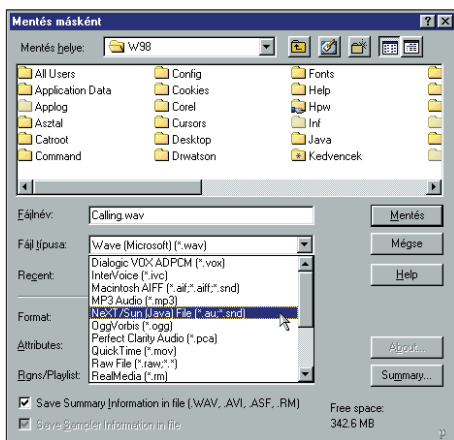 Mentés másként
Mentés helye: W98
All Users Config Fonts
Application Data Cookies Help
Applog Corel Hpw
Asztal Cursors Inf
Catroot Desktop Java
Command Drwatson Kedvencek
Fájlnév: Calling.wav Mentés
Fájl típusa: Wave (Microsoft) (*.wav) Mégse
Dialogic VOX ADPCM (*.vox)
Recent: InterVoice (*.ivc) Help
Macintosh AIFF (*.aif;*.aiff;*.snd)
MP3 Audio (*.mp3)
Format: NeXT/Sun (Java) File (*.au;*.snd)
OggVorbis (*.ogg)
Attributes: Perfect Clarity Audio (*.pca) About...
QuickTime (*.mov)
Raw File (*.raw;*.*)
Rgns/Playlist: RealMedia (*.rm) Summary...
Save Summary Information in file (.WAV, .AVI, .ASF, .RM) Free space:
Save Sampler Information in file 342.6 MB
p